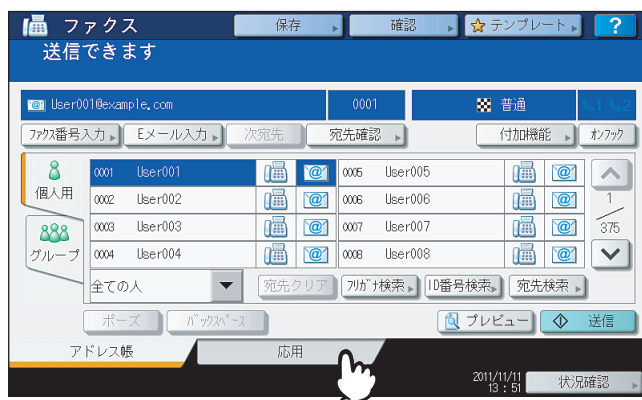 ファクス 保存 確認 テンプレート ?
送信できます
User001@example.com 0001 普通 1 2
ファクス番号入力 Eメール入力 次宛先 宛先確認 付加機能 オンフック
個人用
グループ
0001 User001 0005 User005
0002 User002 0006 User006
0003 User003 0007 User007
0004 User004 0008 User008
1
375
全ての人 宛先クリア フリガナ検索 ID番号検索 宛先検索
ポーズ バックスペース プレビュー 送信
アドレス帳 応用
2011/11/11
13:51
状況確認